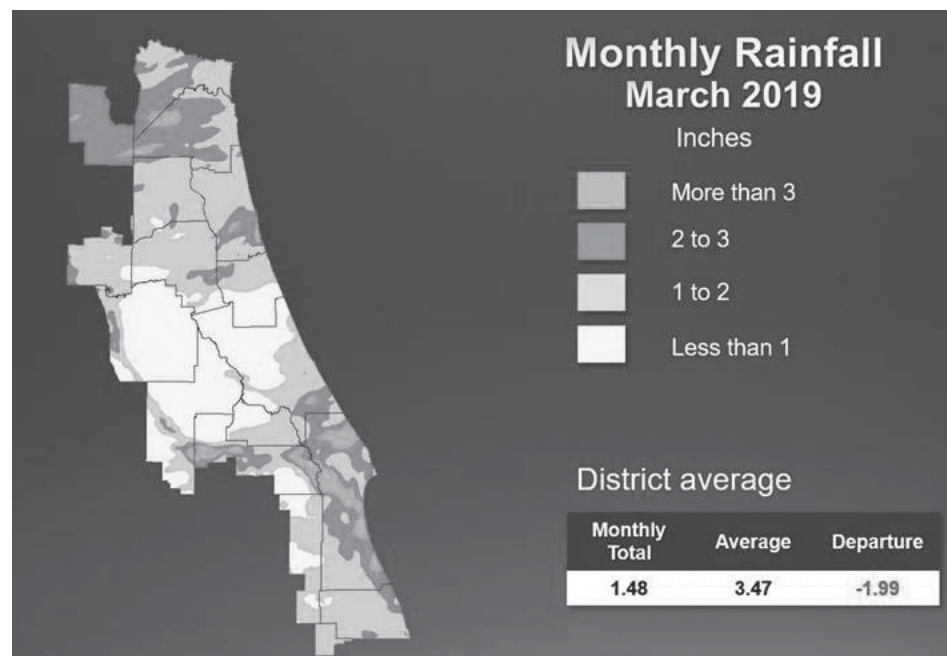 Monthly Rainfall
March 2019
Inches
More than 3
2 to 3
1 to 2
Less than 1
District average
Monthly Total Average Departure
1.48 3.47 -1.99